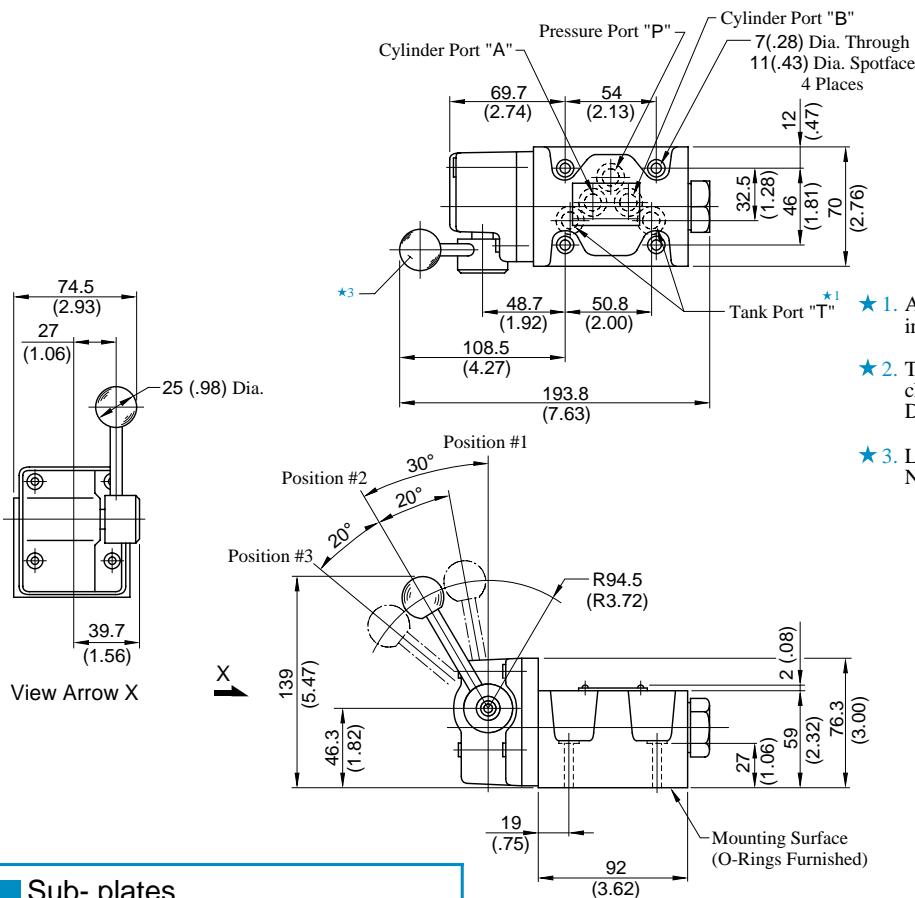 Cylinder Port "B"
Pressure Port "P"
Cylinder Port "A"
7(.28) Dia. Through
11(.43) Dia. Spotface
4 Places
69.7
(2.74)
54
(2.13)
12
(.47)
32.5
(1.28)
46
(1.81)
70
(2.76)
★3
48.7
(1.92)
50.8
(2.00)
Tank Port "T"★1
108.5
(4.27)
193.8
(7.63)
★ 1. A
in
★ 2. T
cl
D
★ 3. L
N
74.5
(2.93)
27
(1.06)
25 (.98) Dia.
39.7
(1.56)
View Arrow X
X
Position #1
30°
Position #2
20°
20°
Position #3
R94.5
(R3.72)
139
(5.47)
46.3
(1.82)
2 (.08)
76.3
(3.00)
59
(2.32)
27
(1.06)
19
(.75)
92
(3.62)
Mounting Surface
(O-Rings Furnished)
Sub- plates